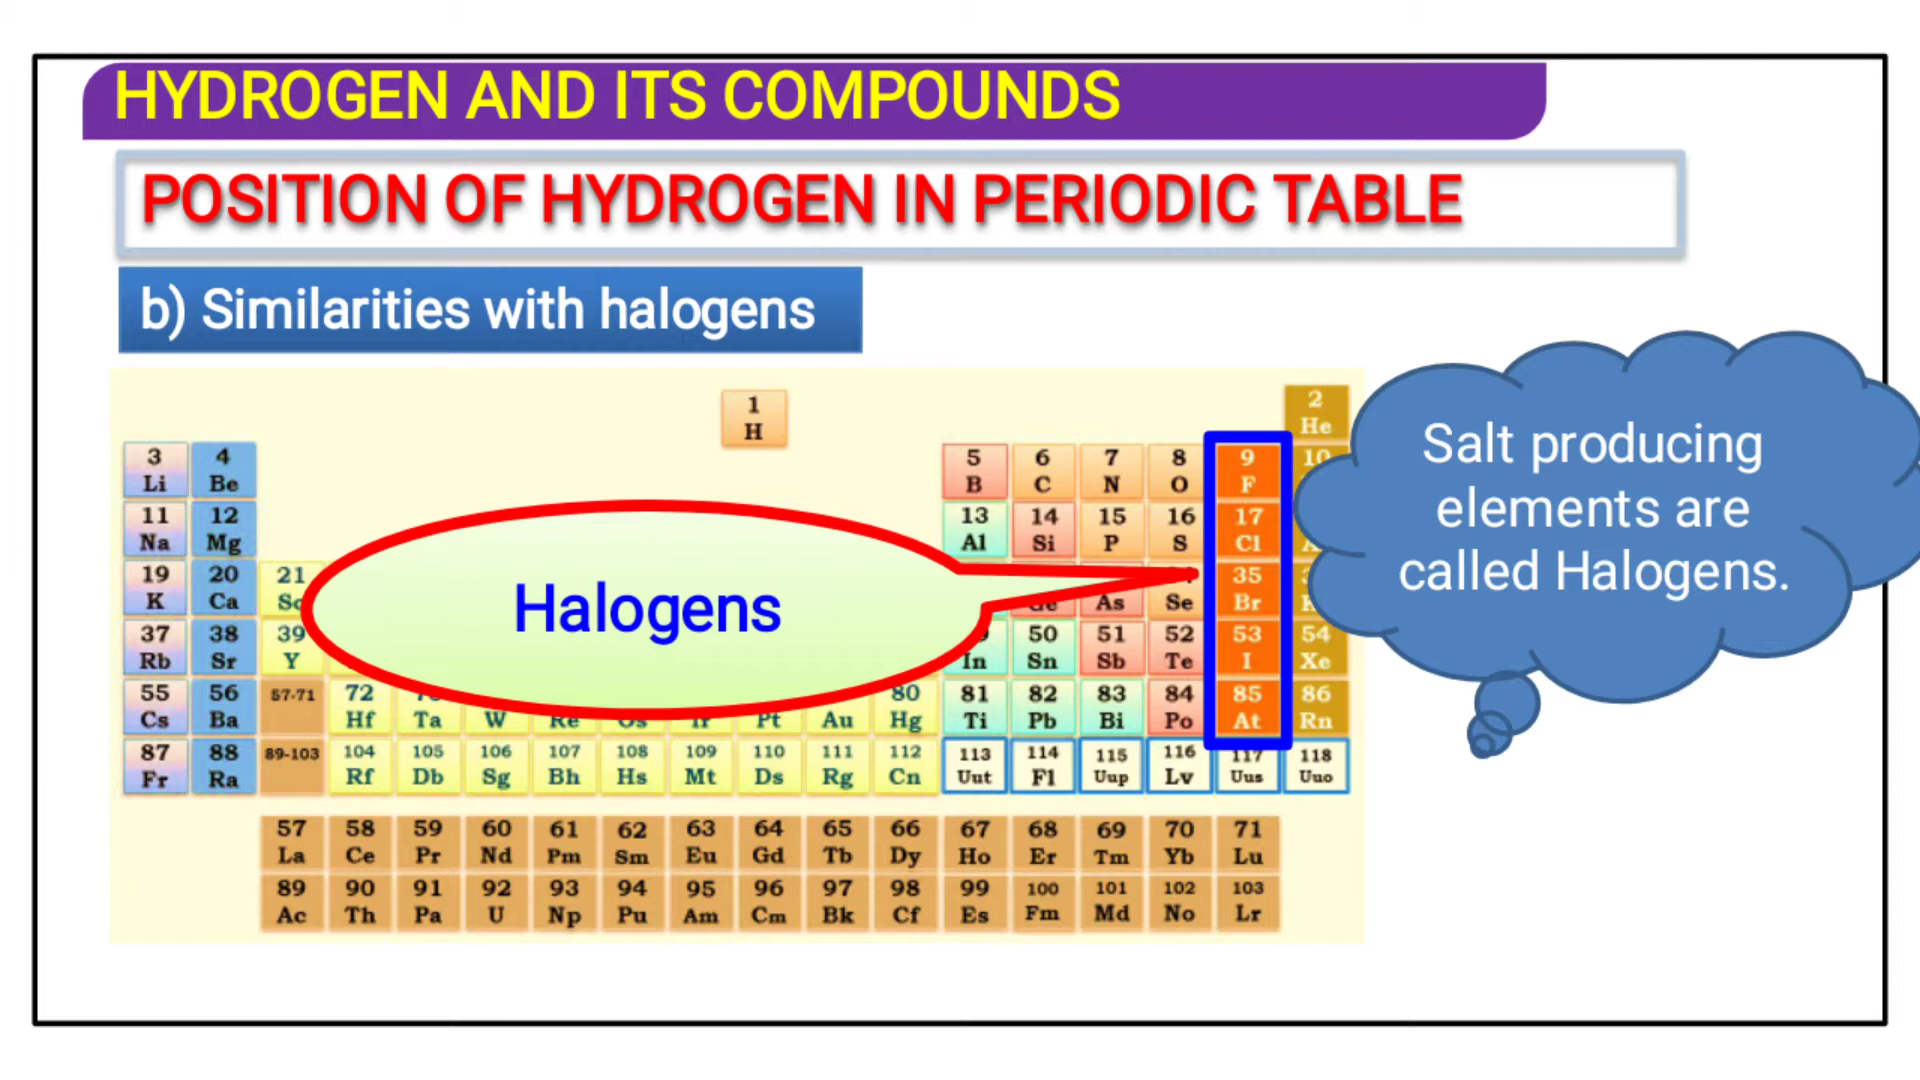 HYDROGEN AND ITS COMPOUNDS
POSITION OF HYDROGEN IN PERIODIC TABLE
b) Similarities with halogens
1 2
H He
3 4 5 6 7 8 9 10
Li Be B C N O F
11 12 13 14 15 16 17
Na Mg Al Si P S Cl
19 20 21 35
K Ca As Se Br
37 38 39 50 51 52 53 54
Rb Sr Y In Sn Sb Te I Xe
55 56 57-71 72 80 81 82 83 84 85 86
Cs Ba Hf Ta W Re Os Ir Pt Au Hg Ti Pb Bi Po At Rn
87 88 89-103 104 105 106 107 108 109 110 111 112 113 114 115 116 117 118
Fr Ra Rf Db Sg Bh Hs Mt Ds Rg Cn Uut Fl Uup Lv Uus Uuo
57 58 59 60 61 62 63 64 65 66 67 68 69 70 71
La Ce Pr Nd Pm Sm Eu Gd Tb Dy Ho Er Tm Yb Lu
89 90 91 92 93 94 95 96 97 98 99 100 101 102 103
Ac Th Pa U Np Pu Am Cm Bk Cf Es Fm Md No Lr
Halogens
Salt producing
elements are
called Halogens.